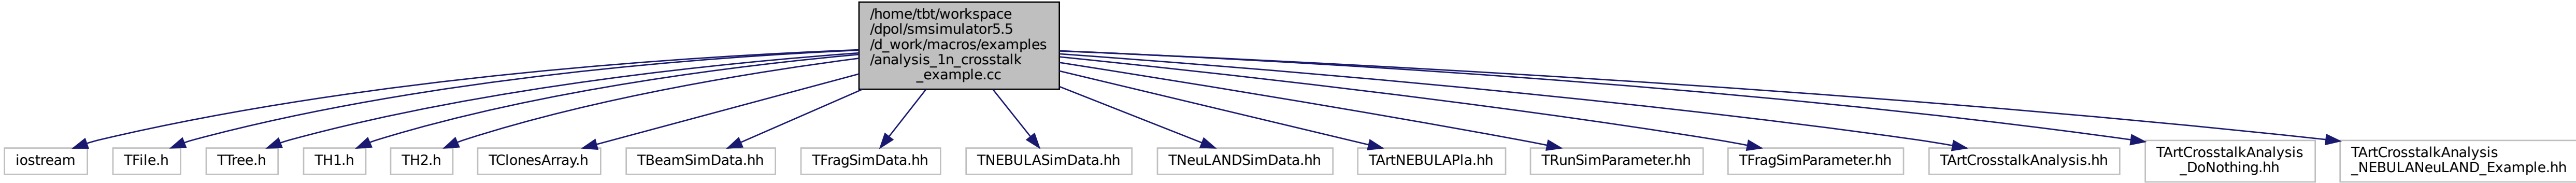 /home/tbt/workspace
/dpol/smsimulator5.5
/d_work/macros/examples
/analysis_1n_crosstalk
_example.cc
iostream
TFile.h
TTree.h
TH1.h
TH2.h
TClonesArray.h
TBeamSimData.hh
TFragSimData.hh
TNEBULASimData.hh
TNeuLANDSimData.hh
TArtNEBULAPla.hh
TRunSimParameter.hh
TFragSimParameter.hh
TArtCrosstalkAnalysis.hh
TArtCrosstalkAnalysis
_DoNothing.hh
TArtCrosstalkAnalysis
_NEBULANeuLAND_Example.hh